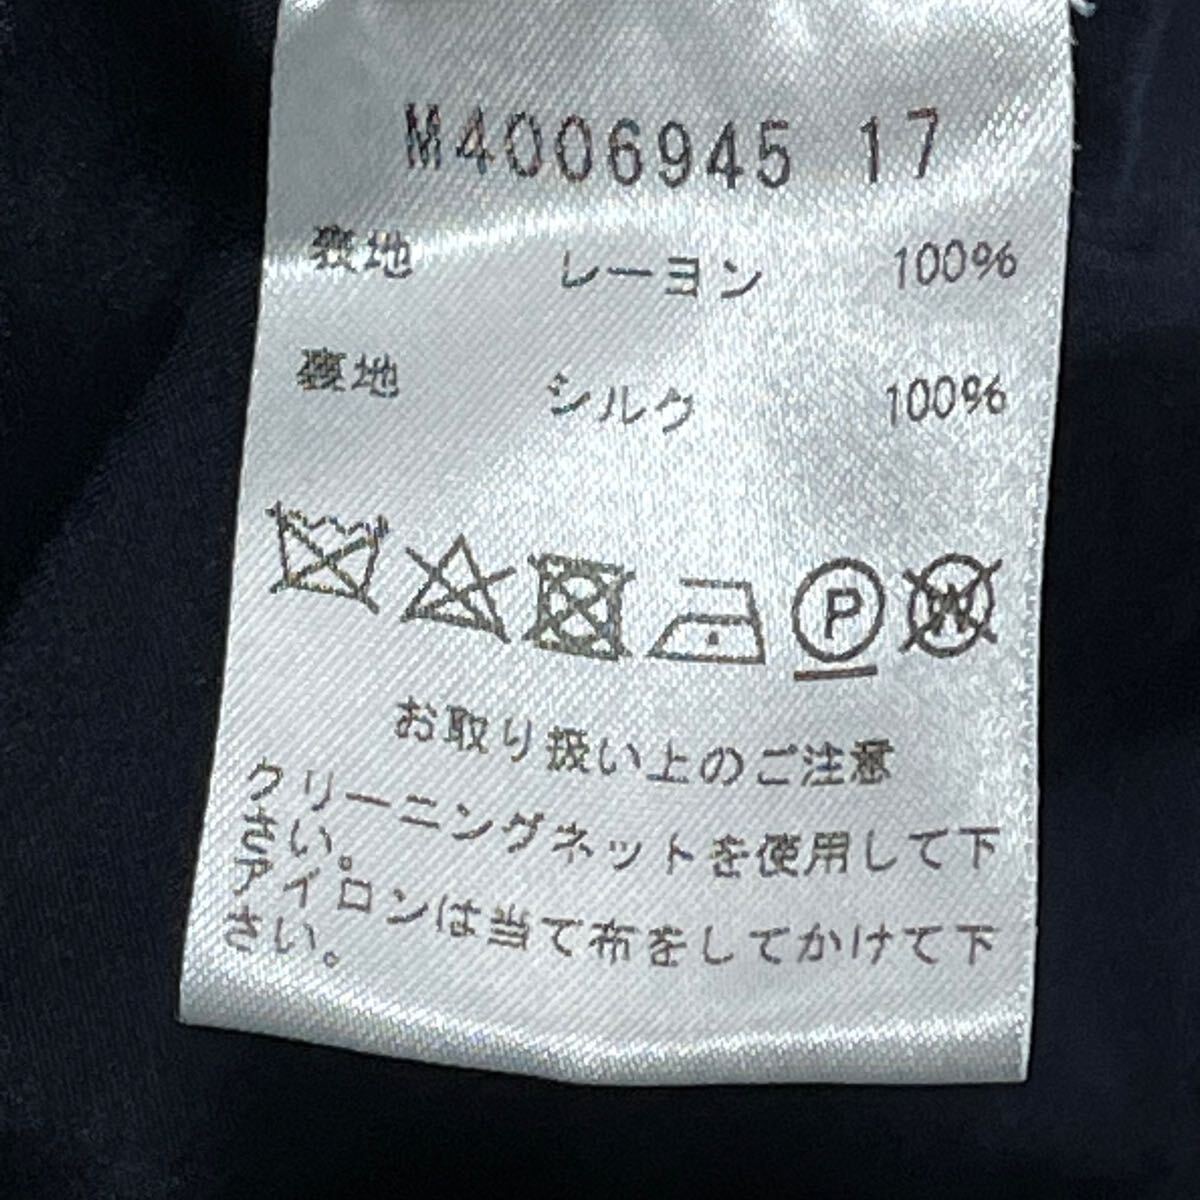 M4006945 17
表地 レーヨン 100%
裏地 シルク 100%
P W
お取り扱い上のご注意
クリーニングネットを使用して下
さい。
アイロンは当て布をしてかけて下
さい。